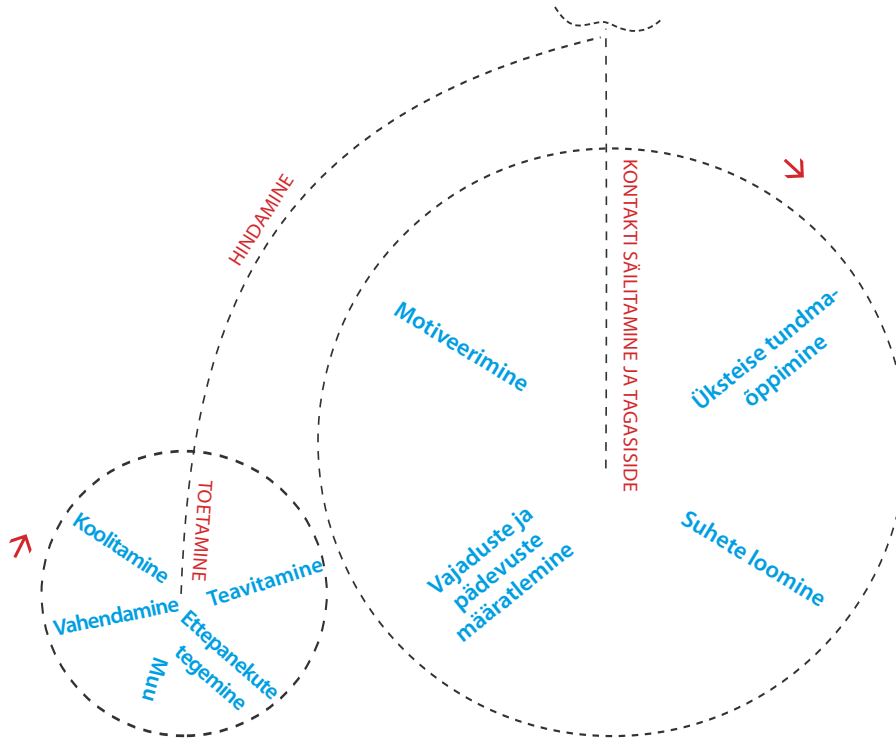 HINDAMINE
KONTAKTI SÄILITAMINE JA TAGASISIDE
Motiveerimine
Üksteise tundma-
õppimine
Suhete loomine
Vajaduste ja
pädevuste
määratlemine
TOETAMINE
Koolitamine
Teavitamine
Vahendamine
Ettepanekute
tegemine
Muu